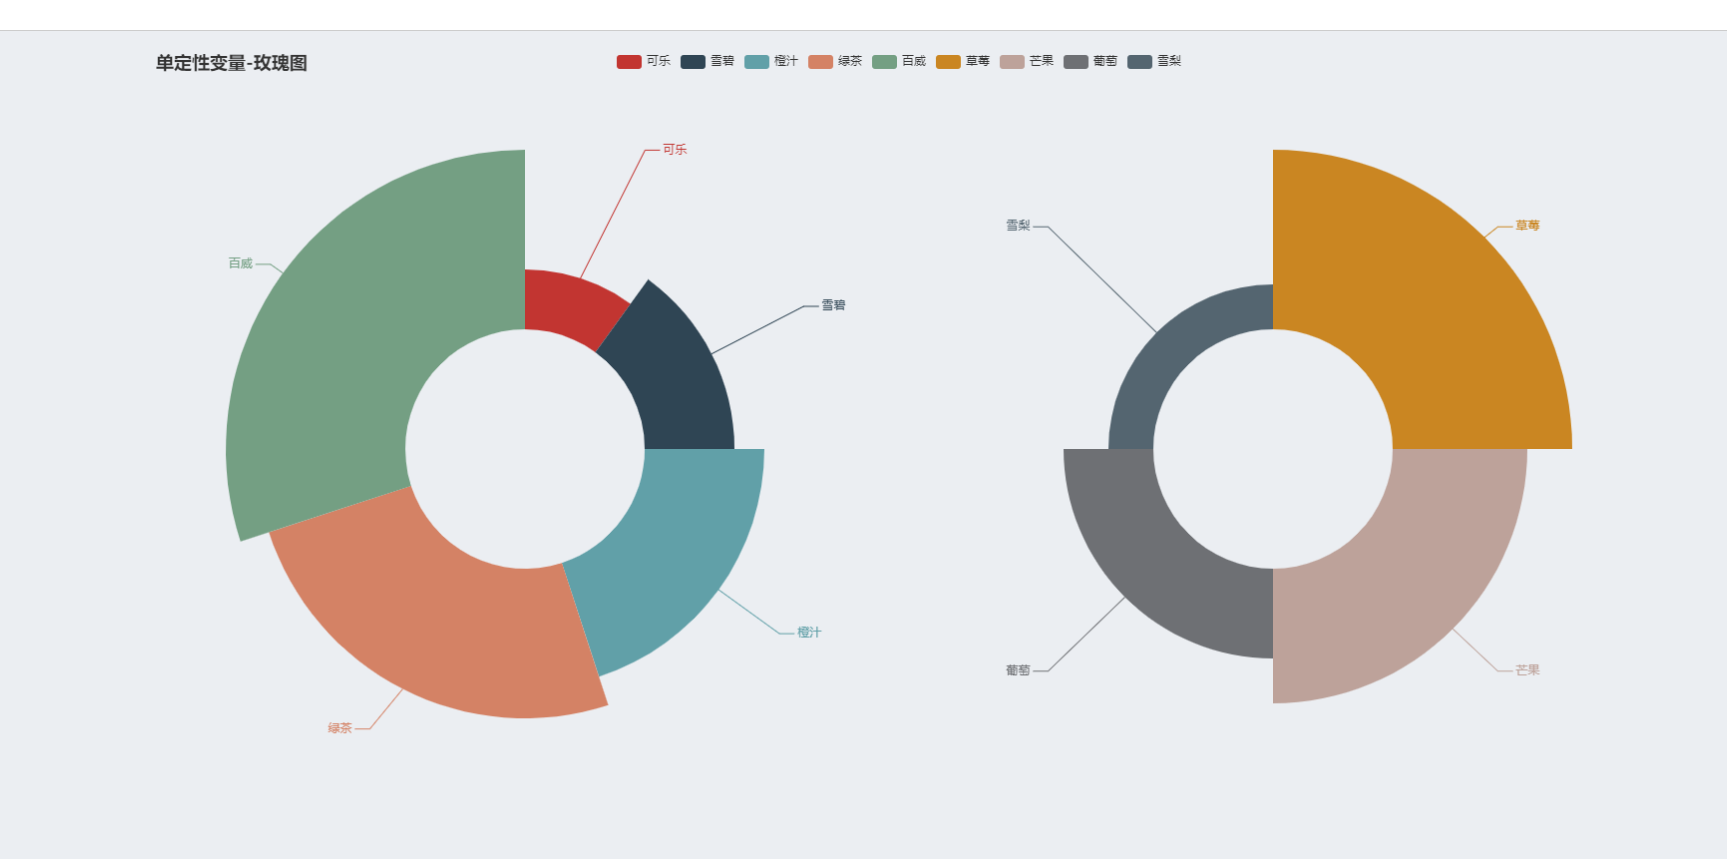 单定性变量-玫瑰图
可乐 雪碧 橙汁 绿茶 百威 草莓 芒果 葡萄 雪梨
可乐
百威
雪碧
橙汁
绿茶
雪梨
草莓
葡萄
芒果